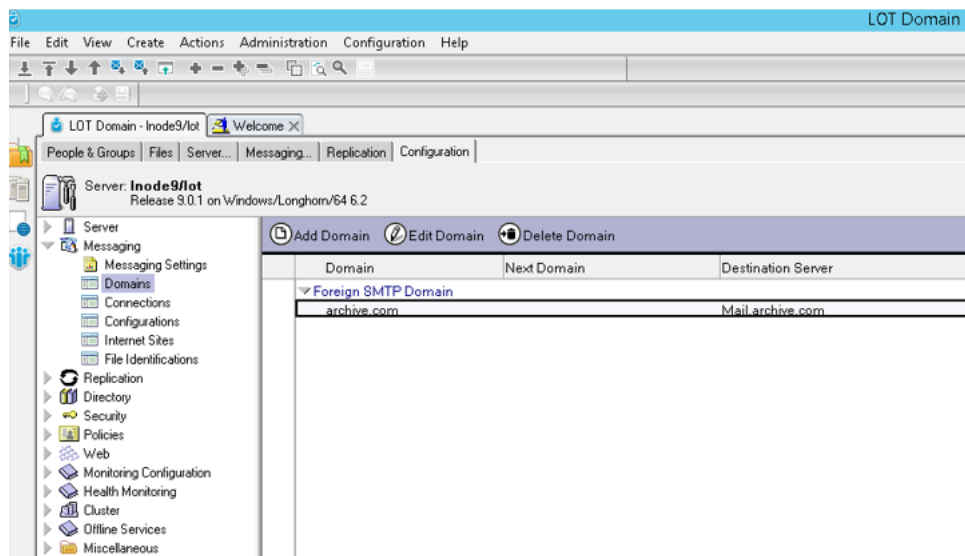 LOT Domain
File Edit View Create Actions Administration Configuration Help
LOT Domain - Inode9/lot Welcome
People & Groups Files Server... Messaging... Replication Configuration
Server: Inode9/lot
Release 9.0.1 on Windows/Longhorn/64 6.2
Server
Messaging
Messaging Settings
Domains
Connections
Configurations
Internet Sites
File Identifications
Replication
Directory
Security
Policies
Web
Monitoring Configuration
Health Monitoring
Cluster
Offline Services
Miscellaneous
Add Domain Edit Domain Delete Domain
Domain Next Domain Destination Server
Foreign SMTP Domain
archive.com Mail.archive.com